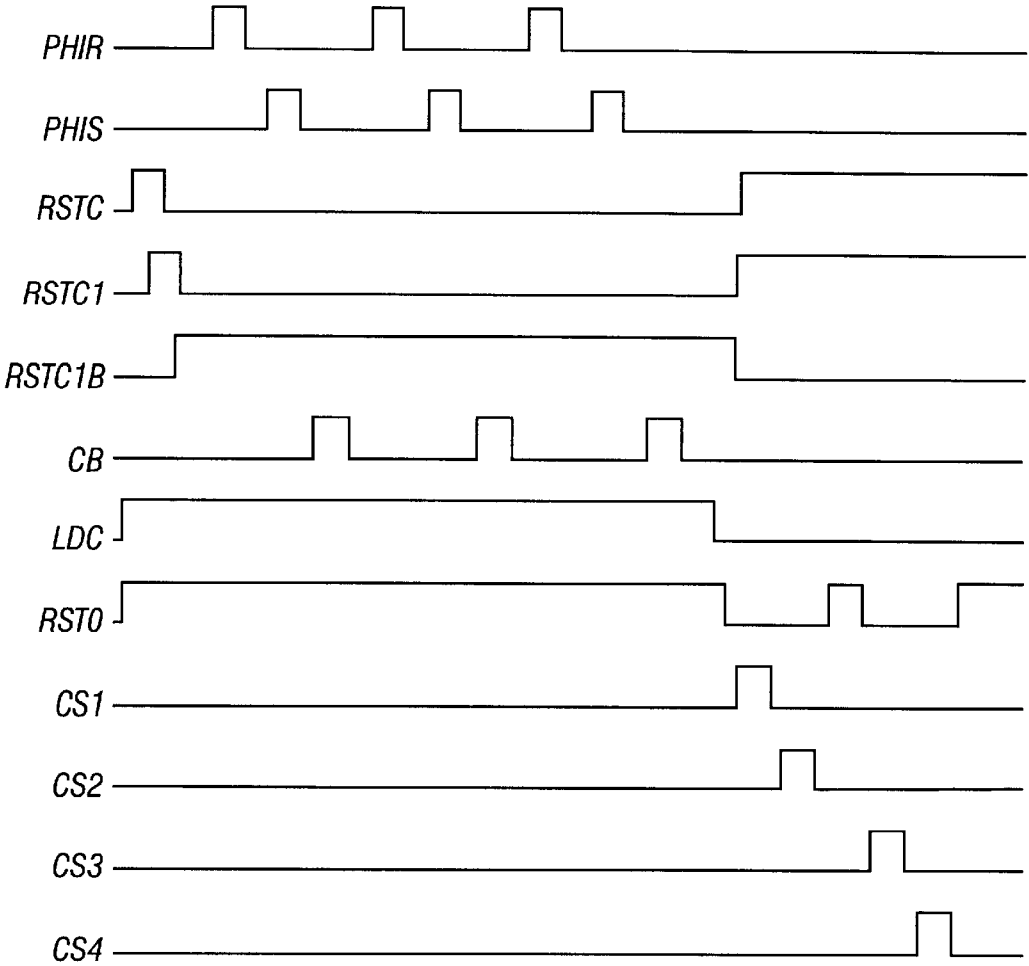 PHIR
PHIS
RSTC
RSTC1
RSTC1B
CB
LDC
RST0
CS1
CS2
CS3
CS4